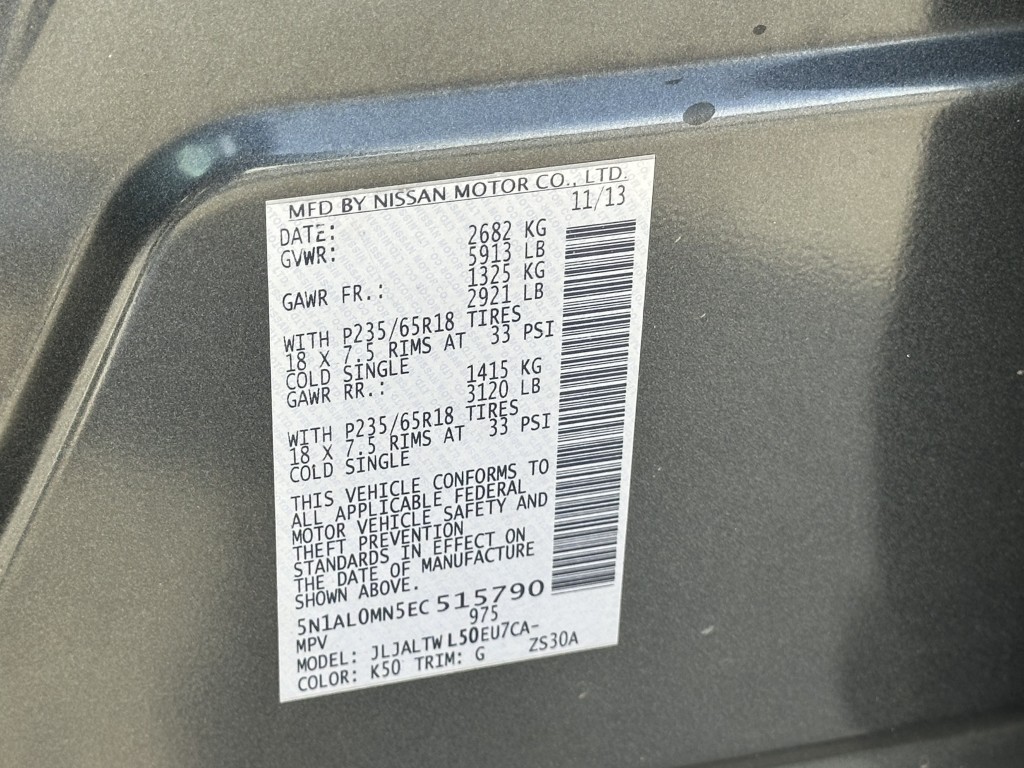 MFD BY NISSAN MOTOR CO., LTD.
DATE: 11/13
GVWR: 2682 KG
5913 LB
GAWR FR.: 1325 KG
2921 LB
WITH P235/65R18 TIRES
18 X 7.5 RIMS AT 33 PSI
COLD SINGLE
GAWR RR.: 1415 KG
3120 LB
WITH P235/65R18 TIRES
18 X 7.5 RIMS AT 33 PSI
COLD SINGLE
THIS VEHICLE CONFORMS TO
ALL APPLICABLE FEDERAL
MOTOR VEHICLE SAFETY AND
THEFT PREVENTION
STANDARDS IN EFFECT ON
THE DATE OF MANUFACTURE
SHOWN ABOVE.
5N1AL0MN5EC515790
MPV 975
MODEL: JLJALTWL50EU7CA-
COLOR: K50 TRIM: G ZS30A